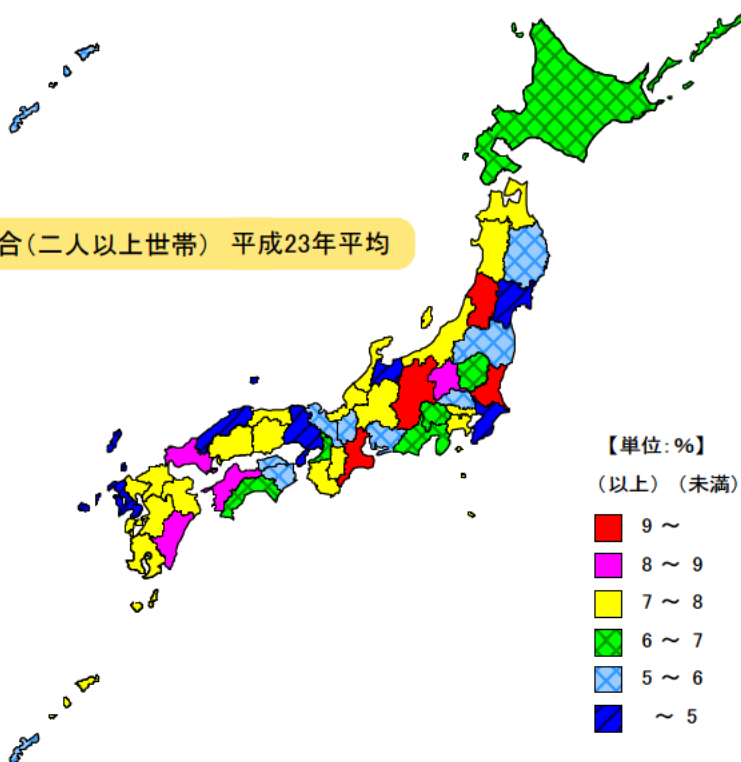 合(二人以上世帯) 平成23年平均
【単位:%】
(以上) (未満)
9 ~
8 ~ 9
7 ~ 8
6 ~ 7
5 ~ 6
~ 5